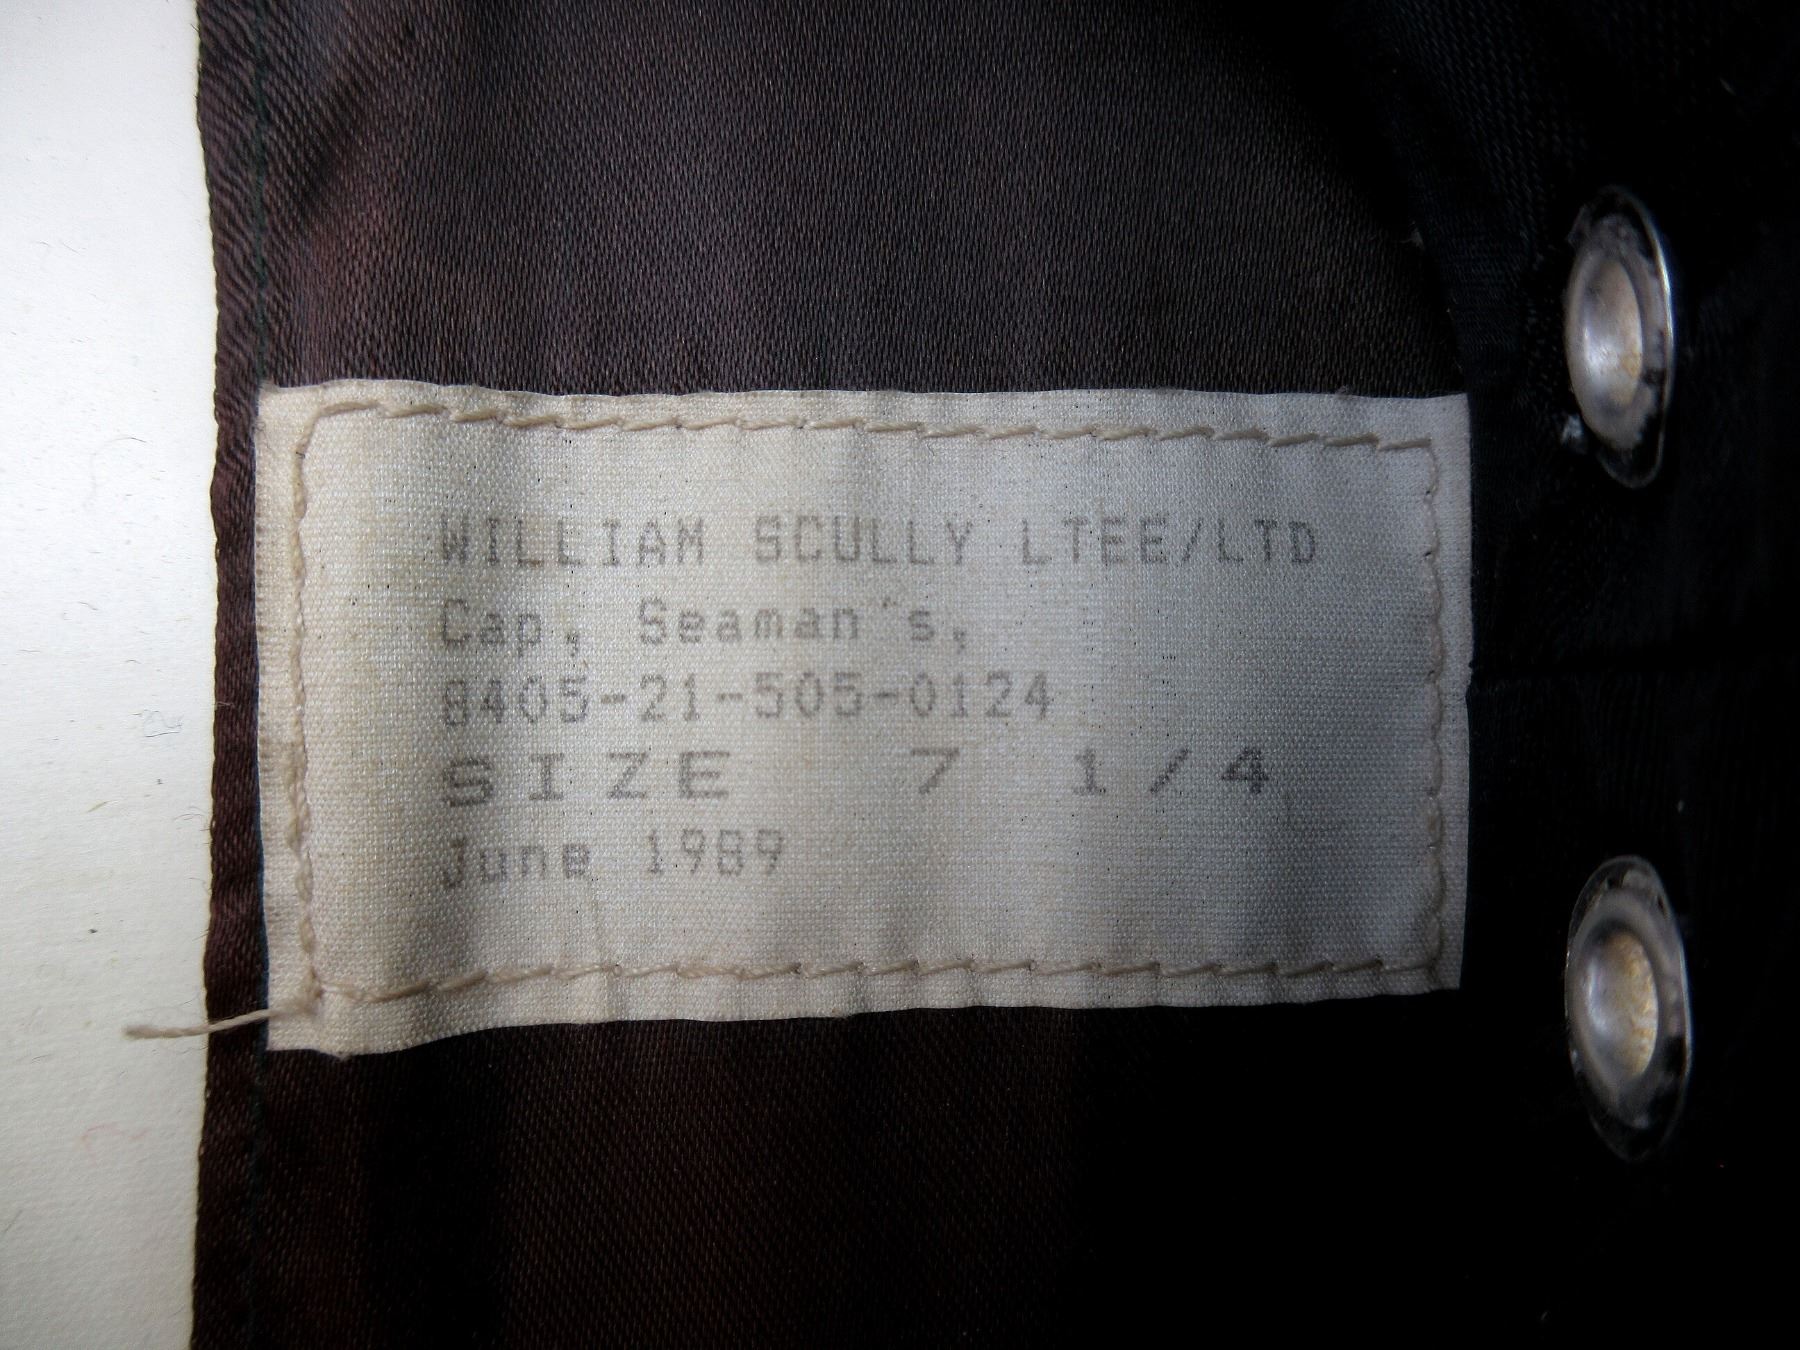 WILLIAM SCULLY LTEE/LTD
Cap, Seaman's,
8405-21-505-0124
SIZE 7 1/4
June 1989